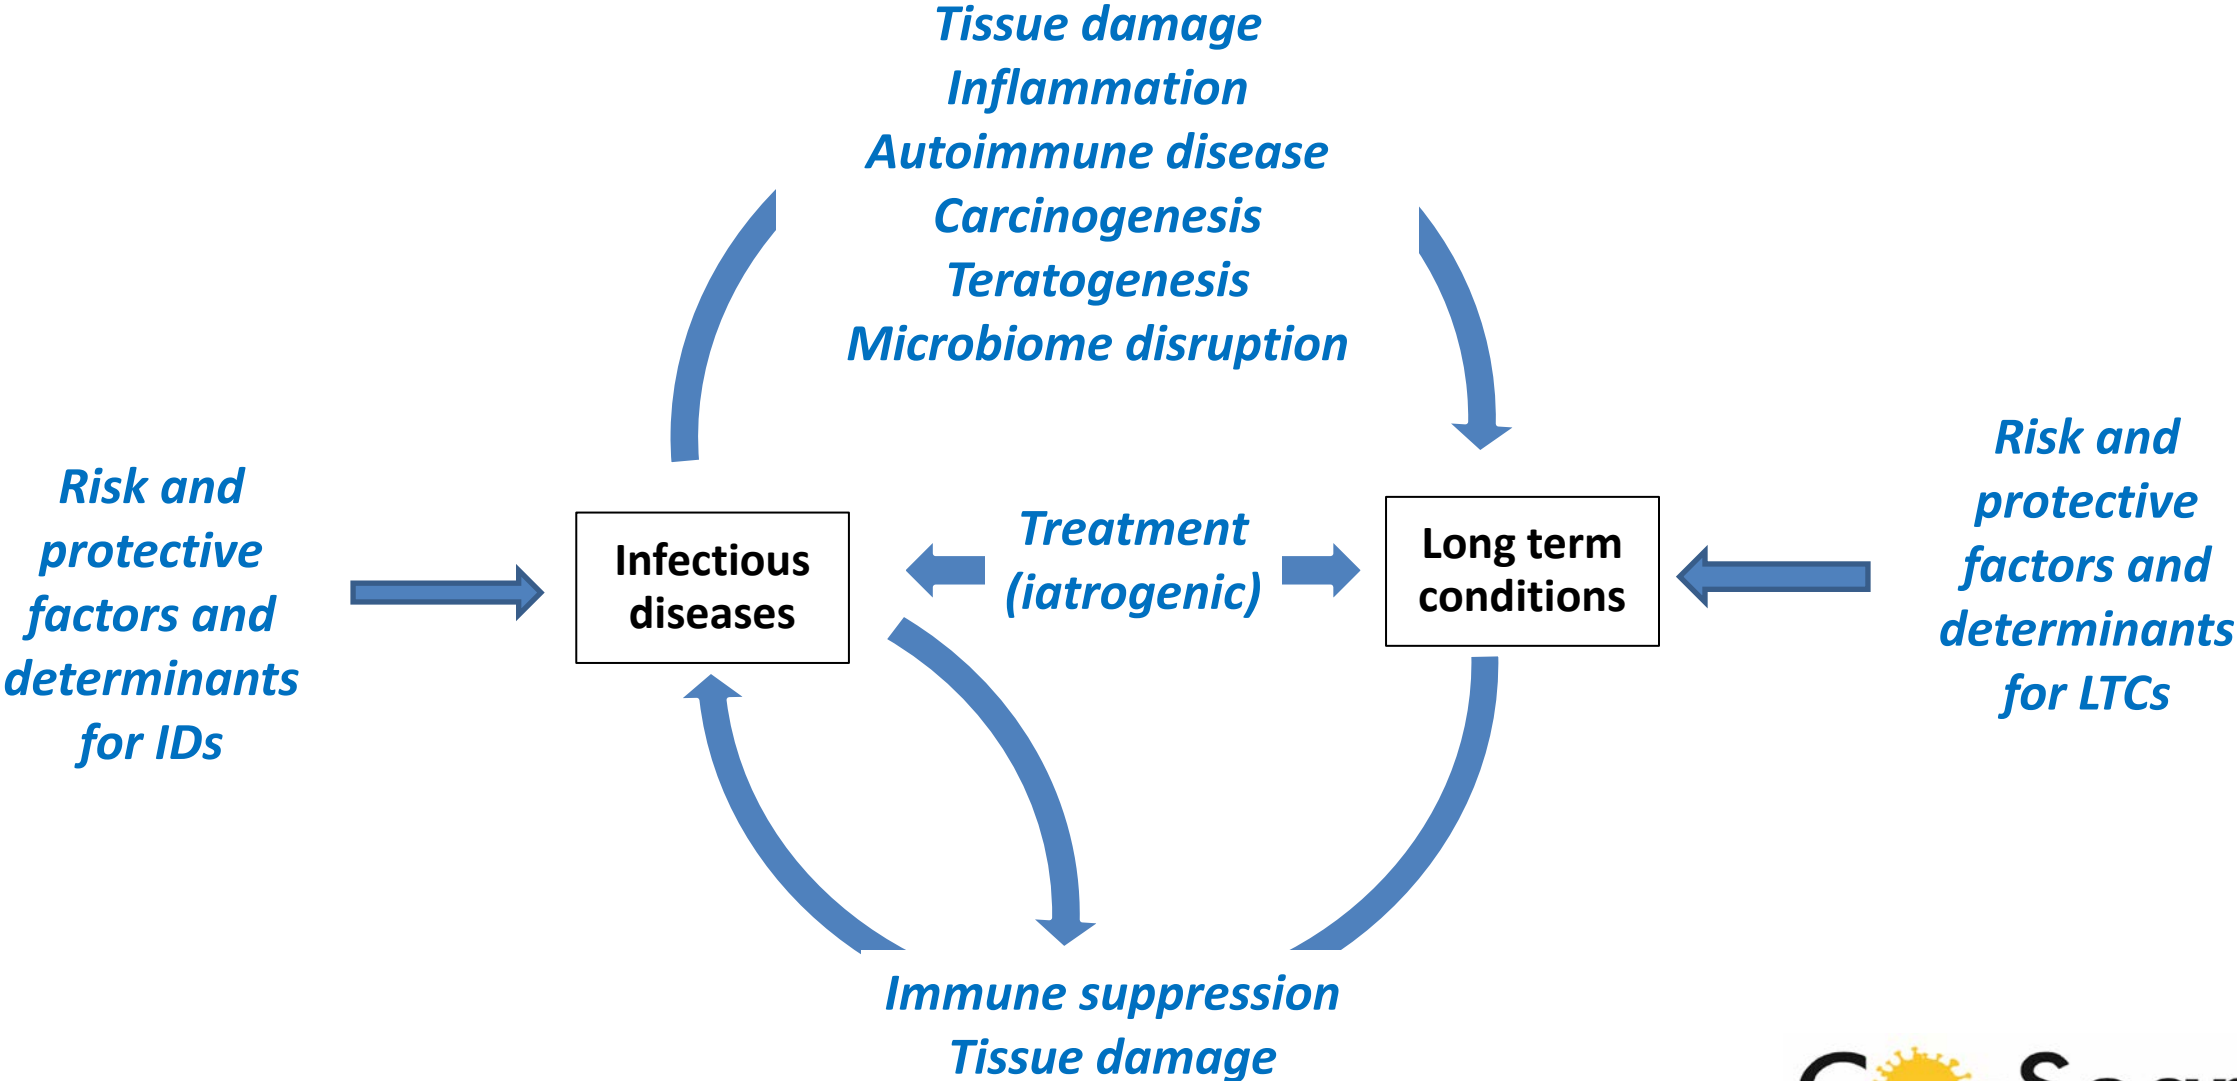 Tissue damage
Inflammation
Autoimmune disease
Carcinogenesis
Teratogenesis
Microbiome disruption
Risk and
protective
factors and
determinants
for IDs
Infectious
diseases
Treatment
(iatrogenic)
Long term
conditions
Risk and
protective
factors and
determinants
for LTCs
Immune suppression
Tissue damage